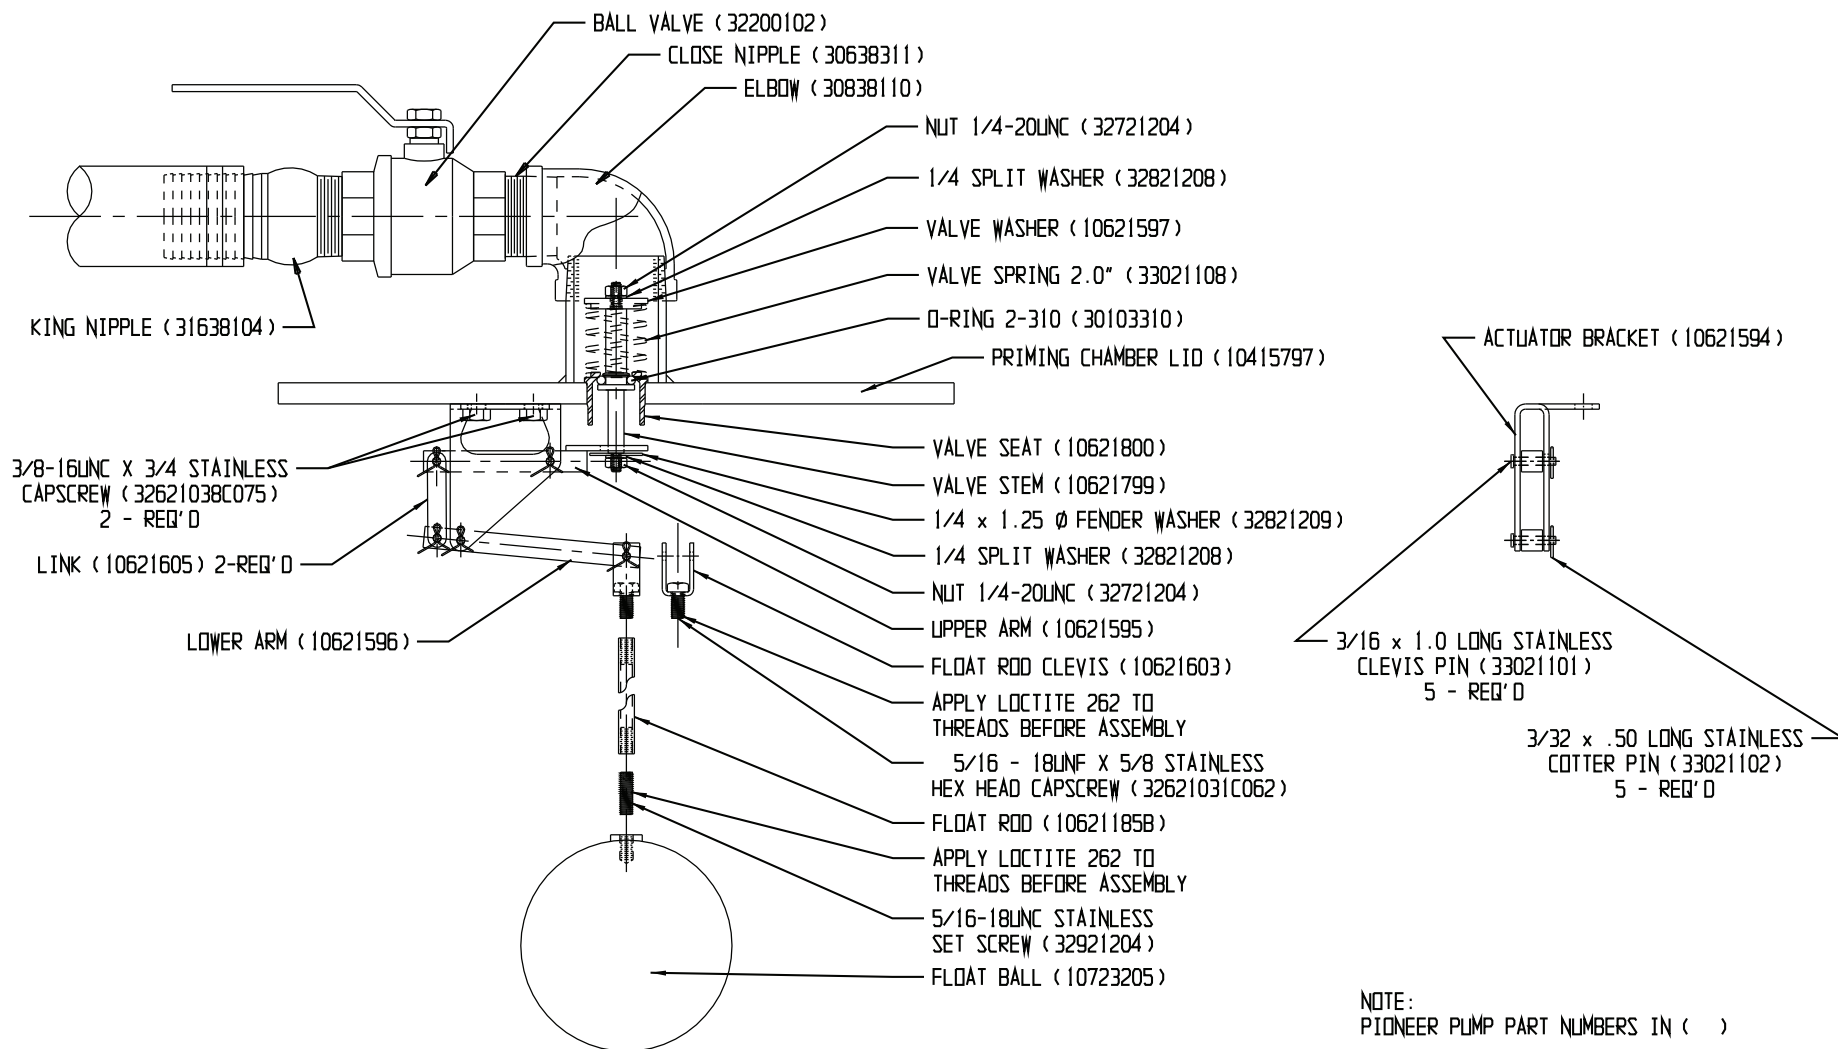 BALL VALVE (32200102)
CLOSE NIPPLE (30638311)
ELBOW (30838110)
NUT 1/4-20UNC (32721204)
1/4 SPLIT WASHER (32821208)
VALVE WASHER (10621597)
VALVE SPRING 2.0" (33021108)
O-RING 2-310 (30103310)
PRIMING CHAMBER LID (10415797)
KING NIPPLE (31638104)
ACTUATOR BRACKET (10621594)
3/8-16UNC X 3/4 STAINLESS
CAPSCREW (32621038C075)
2 - REQ'D
LINK (10621605) 2-REQ'D
LOWER ARM (10621596)
VALVE SEAT (10621800)
VALVE STEM (10621799)
1/4 x 1.25 Ø FENDER WASHER (32821209)
1/4 SPLIT WASHER (32821208)
NUT 1/4-20UNC (32721204)
UPPER ARM (10621595)
FLOAT ROD CLEVIS (10621603)
APPLY LOCTITE 262 TO
THREADS BEFORE ASSEMBLY
5/16 - 18UNF X 5/8 STAINLESS
HEX HEAD CAPSCREW (32621031C062)
FLOAT ROD (10621185B)
APPLY LOCTITE 262 TO
THREADS BEFORE ASSEMBLY
5/16-18UNC STAINLESS
SET SCREW (32921204)
FLOAT BALL (10723205)
3/16 x 1.0 LONG STAINLESS
CLEVIS PIN (33021101)
5 - REQ'D
3/32 x .50 LONG STAINLESS
COTTER PIN (33021102)
5 - REQ'D
NOTE:
PIONEER PUMP PART NUMBERS IN ( )